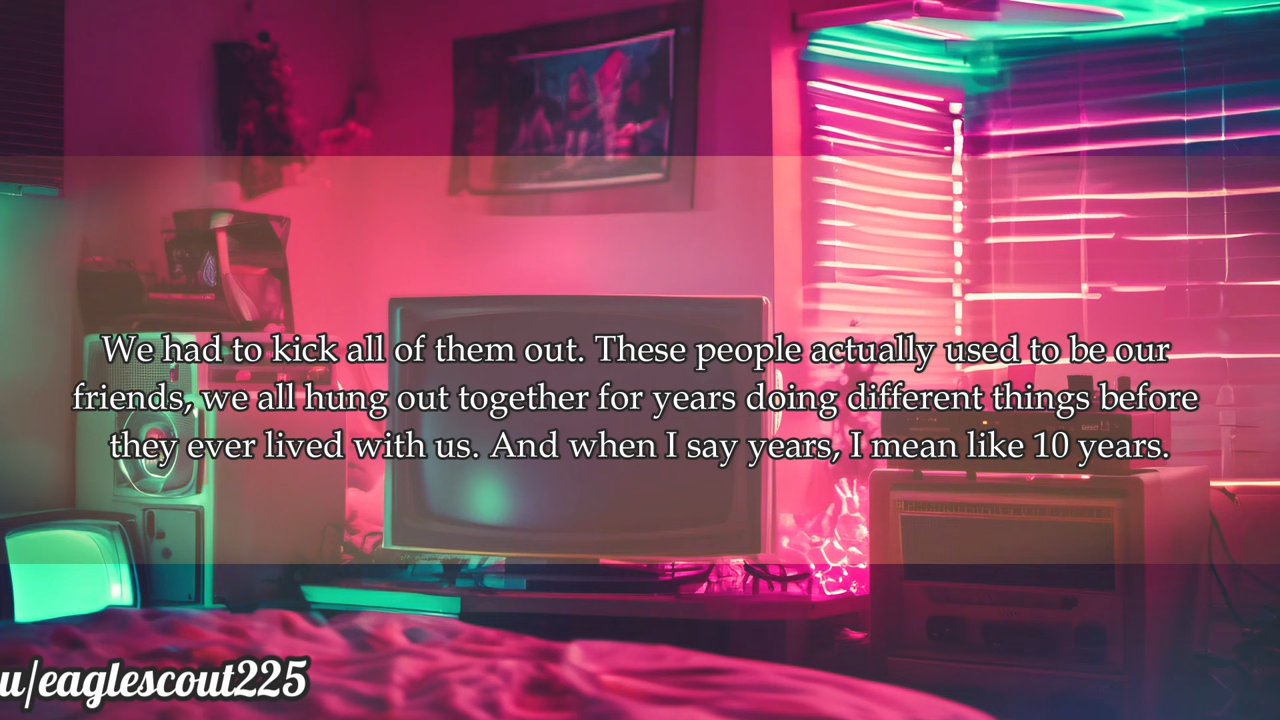 We had to kick all of them out. These people actually used to be our
friends, we all hung out together for years doing different things before
they ever lived with us. And when I say years, I mean like 10 years.
u/eaglescout225